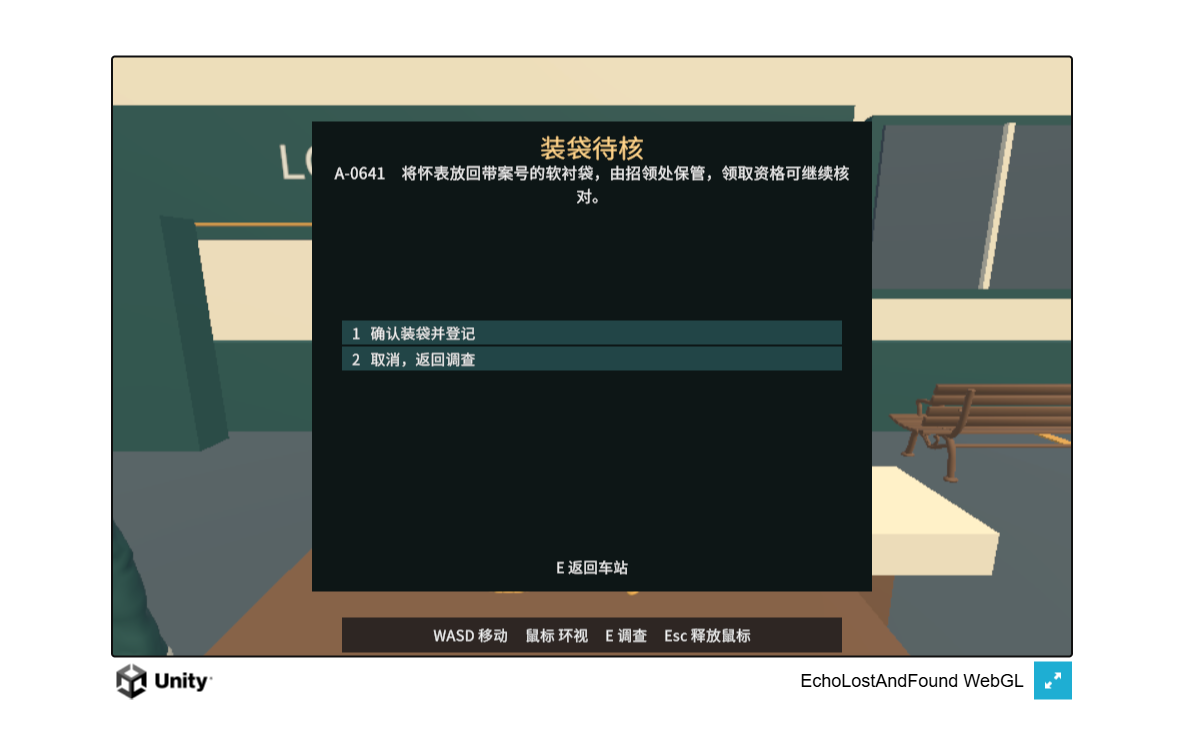 LO
装袋待核
A-0641 将怀表放回带案号的软衬袋，由招领处保管，领取资格可继续核
对。
1 确认装袋并登记
2 取消，返回调查
E 返回车站
WASD 移动 鼠标 环视 E 调查 Esc 释放鼠标
Unity
EchoLostAndFound WebGL